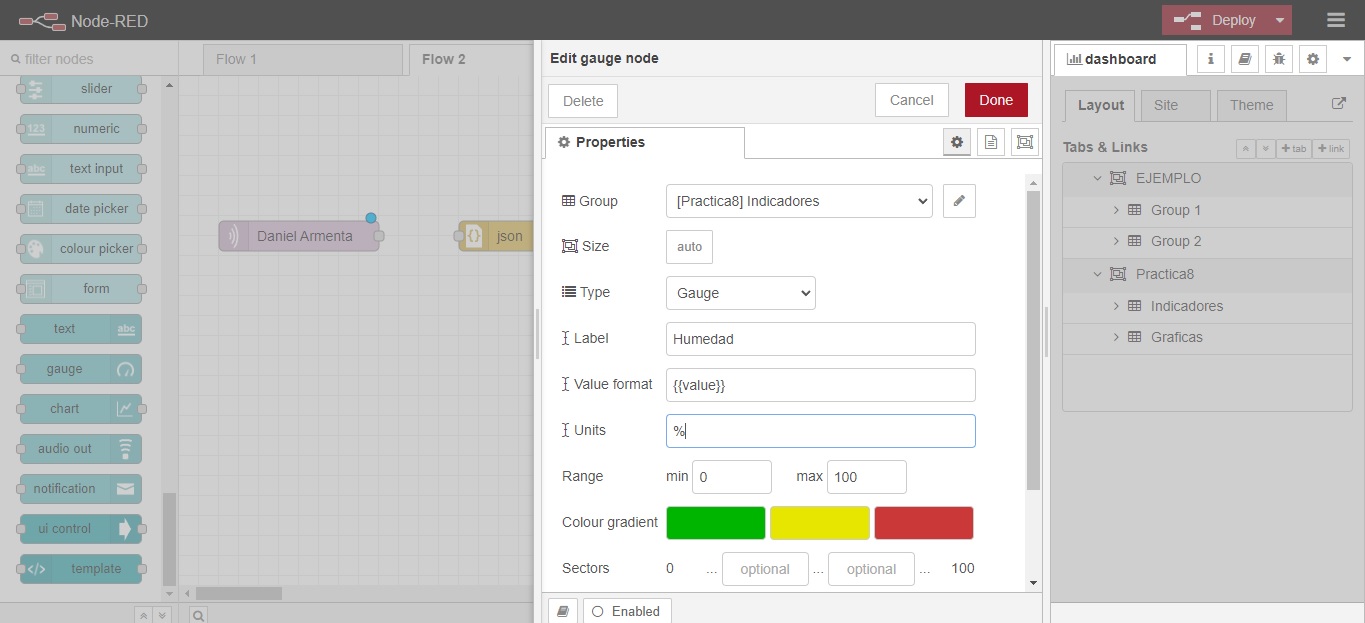 Node-RED
Deploy
filter nodes
Flow 1
Flow 2
slider
123 numeric
abc text input
date picker
colour picker
form
text abc
gauge
chart
audio out
notification
ui control
template
Daniel Armenta
json
Edit gauge node
Delete
Cancel
Done
Properties
Group
[Practica8] Indicadores
Size
auto
Type
Gauge
Label
Humedad
Value format
{{value}}
Units
%
Range
min 0
max 100
Colour gradient
Sectors
0 ... optional ... optional ... 100
Enabled
dashboard
i
Layout
Site
Theme
Tabs & Links
+ tab
+ link
EJEMPLO
Group 1
Group 2
Practica8
Indicadores
Graficas